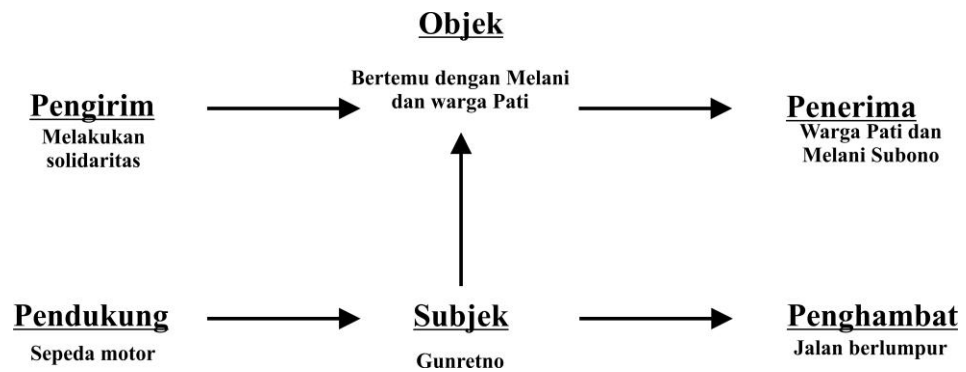 Objek
Bertemu dengan Melani
dan warga Pati
Pengirim
Melakukan
solidaritas
Penerima
Warga Pati dan
Melani Subono
Pendukung
Sepeda motor
Subjek
Gunretno
Penghambat
Jalan berlumpur